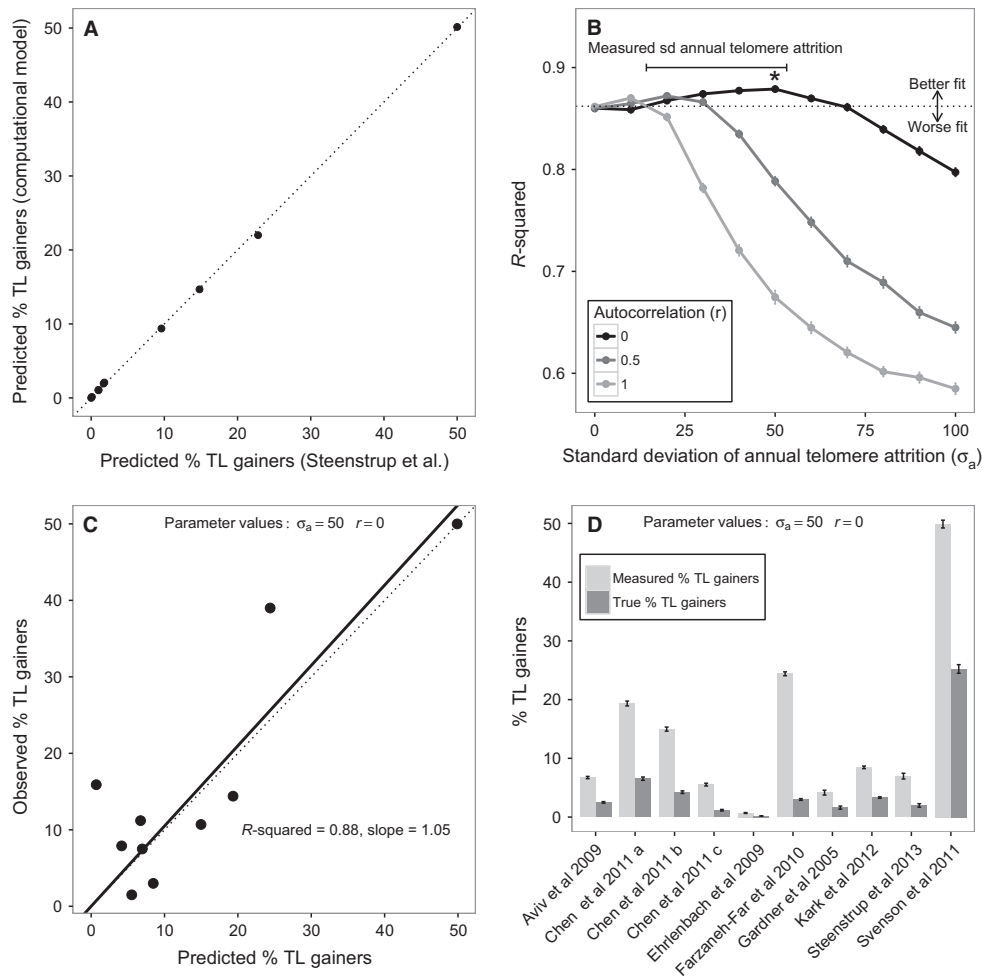 A
Predicted % TL gainers (computational model)
50
40
30
20
10
0
0 10 20 30 40 50
Predicted % TL gainers (Steenstrup et al.)
B
Measured sd annual telomere attrition
*
Better fit
Worse fit
R-squared
0.9
0.8
0.7
0.6
Autocorrelation (r)
0
0.5
1
0 25 50 75 100
Standard deviation of annual telomere attrition (σa)
C
Parameter values : σa = 50 r = 0
Observed % TL gainers
50
40
30
20
10
0
R-squared = 0.88, slope = 1.05
0 10 20 30 40 50
Predicted % TL gainers
D
Parameter values : σa = 50 r = 0
% TL gainers
50
40
30
20
10
0
Measured % TL gainers
True % TL gainers
Aviv et al 2009
Chen et al 2011 a
Chen et al 2011 b
Chen et al 2011 c
Ehrlenbach et al 2009
Farzaneh-Far et al 2010
Gardner et al 2005
Kark et al 2012
Steenstrup et al 2013
Svenson et al 2011